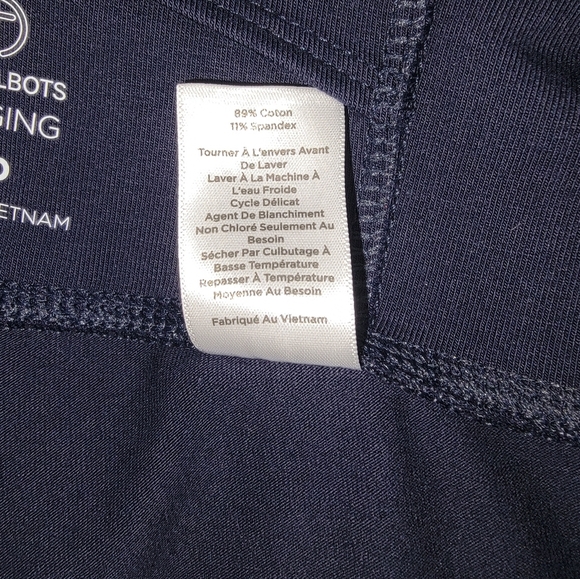 LBOTS
GING
P
ETNAM
89% Coton
11% Spandex
Tourner À L'envers Avant
De Laver
Laver À La Machine À
L'eau Froide
Cycle Délicat
Agent De Blanchiment
Non Chloré Seulement Au
Besoin
Sécher Par Culbutage À
Basse Température
Repasser À Température
Moyenne Au Besoin
Fabriqué Au Vietnam